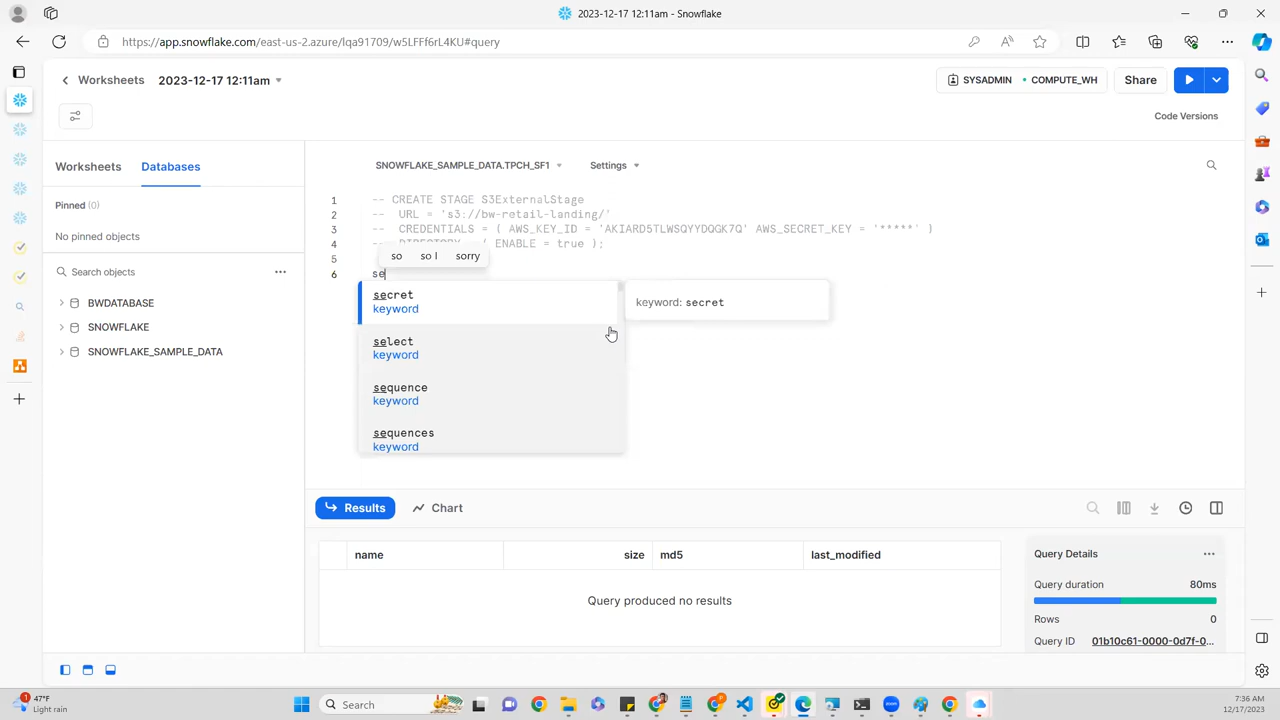 2023-12-17 12:11am - Snowflake
https://app.snowflake.com/east-us-2.azure/lqa91709/w5LFFf6rL4KU#query
Worksheets 2023-12-17 12:11am
SYSADMIN • COMPUTE_WH
Share
Code Versions
Worksheets
Databases
Pinned (0)
No pinned objects
Search objects
BWDATABASE
SNOWFLAKE
SNOWFLAKE_SAMPLE_DATA
SNOWFLAKE_SAMPLE_DATA.TPCH_SF1
Settings
1 -- CREATE STAGE S3ExternalStage
2 -- URL = 's3://bw-retail-landing/'
3 -- CREDENTIALS = ( AWS_KEY_ID = 'AKIARD5TLWSQYYDQGK7Q' AWS_SECRET_KEY = '*****' )
4 -- DIRECTORY = ( ENABLE = true );
5
so so I sorry
6 se
secret
keyword
keyword: secret
select
keyword
sequence
keyword
sequences
keyword
Results
Chart
name size md5 last_modified
Query produced no results
Query Details
Query duration 80ms
Rows 0
Query ID 01b10c61-0000-0d7f-0...
1
47°F
Light rain
Search
7:36 AM
12/17/2023